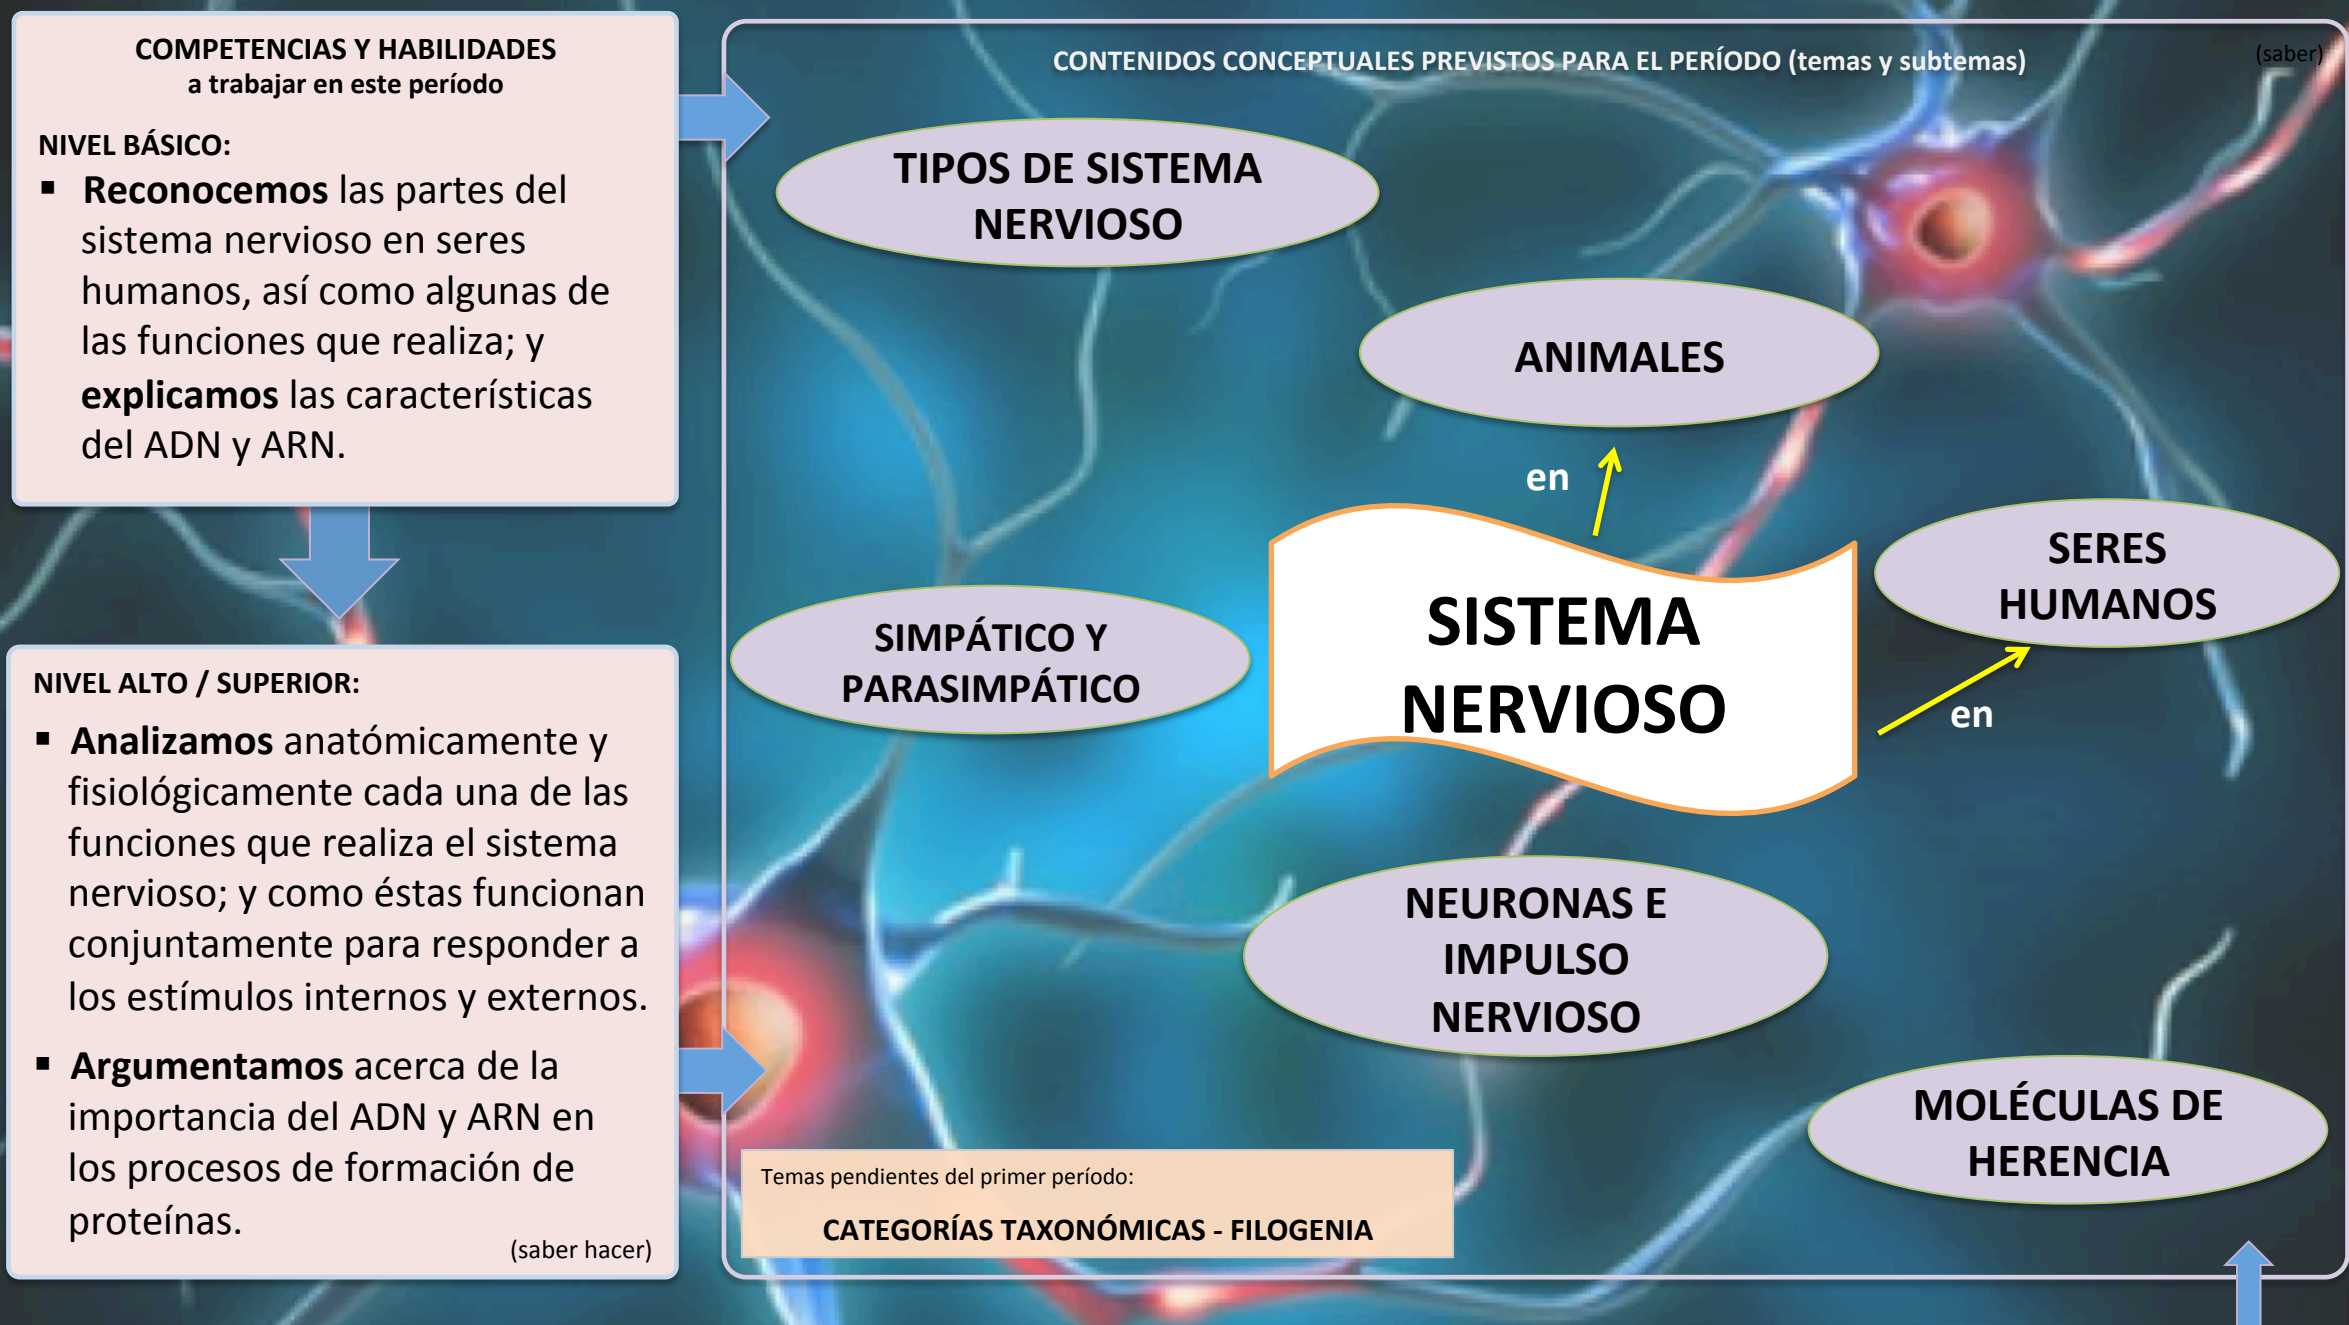 COMPETENCIAS Y HABILIDADES
a trabajar en este período
NIVEL BÁSICO:
▪ Reconocemos las partes del
sistema nervioso en seres
humanos, así como algunas de
las funciones que realiza; y
explicamos las características
del ADN y ARN.
NIVEL ALTO / SUPERIOR:
▪ Analizamos anatómicamente y
fisiológicamente cada una de las
funciones que realiza el sistema
nervioso; y como éstas funcionan
conjuntamente para responder a
los estímulos internos y externos.
▪ Argumentamos acerca de la
importancia del ADN y ARN en
los procesos de formación de
proteínas.
(saber hacer)
CONTENIDOS CONCEPTUALES PREVISTOS PARA EL PERÍODO (temas y subtemas)
(saber)
TIPOS DE SISTEMA
NERVIOSO
ANIMALES
en
SERES
HUMANOS
en
SISTEMA
NERVIOSO
SIMPÁTICO Y
PARASIMPÁTICO
NEURONAS E
IMPULSO
NERVIOSO
MOLÉCULAS DE
HERENCIA
Temas pendientes del primer período:
CATEGORÍAS TAXONÓMICAS - FILOGENIA